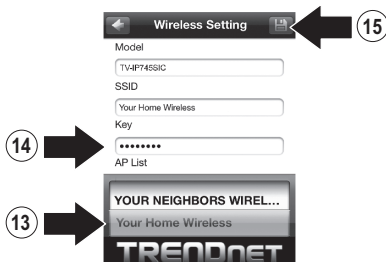 Wireless Setting
15
Model
TV-IP745SIC
SSID
Your Home Wireless
Key
14
••••••••
AP List
YOUR NEIGHBORS WIREL...
13
Your Home Wireless
TRENDNET